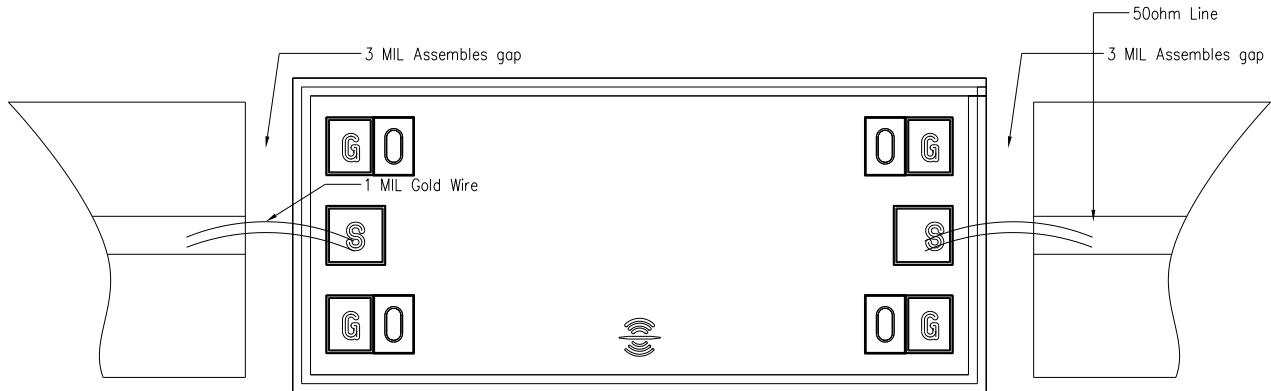 50ohm Line
3 MIL Assembles gap
3 MIL Assembles gap
G
G
1 MIL Gold Wire
S
S
G
G